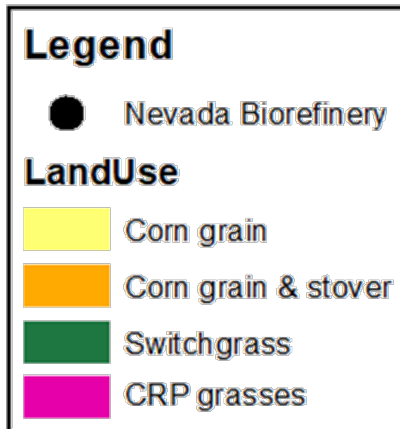 Legend
Nevada Biorefinery
LandUse
Corn grain
Corn grain & stover
Switchgrass
CRP grasses